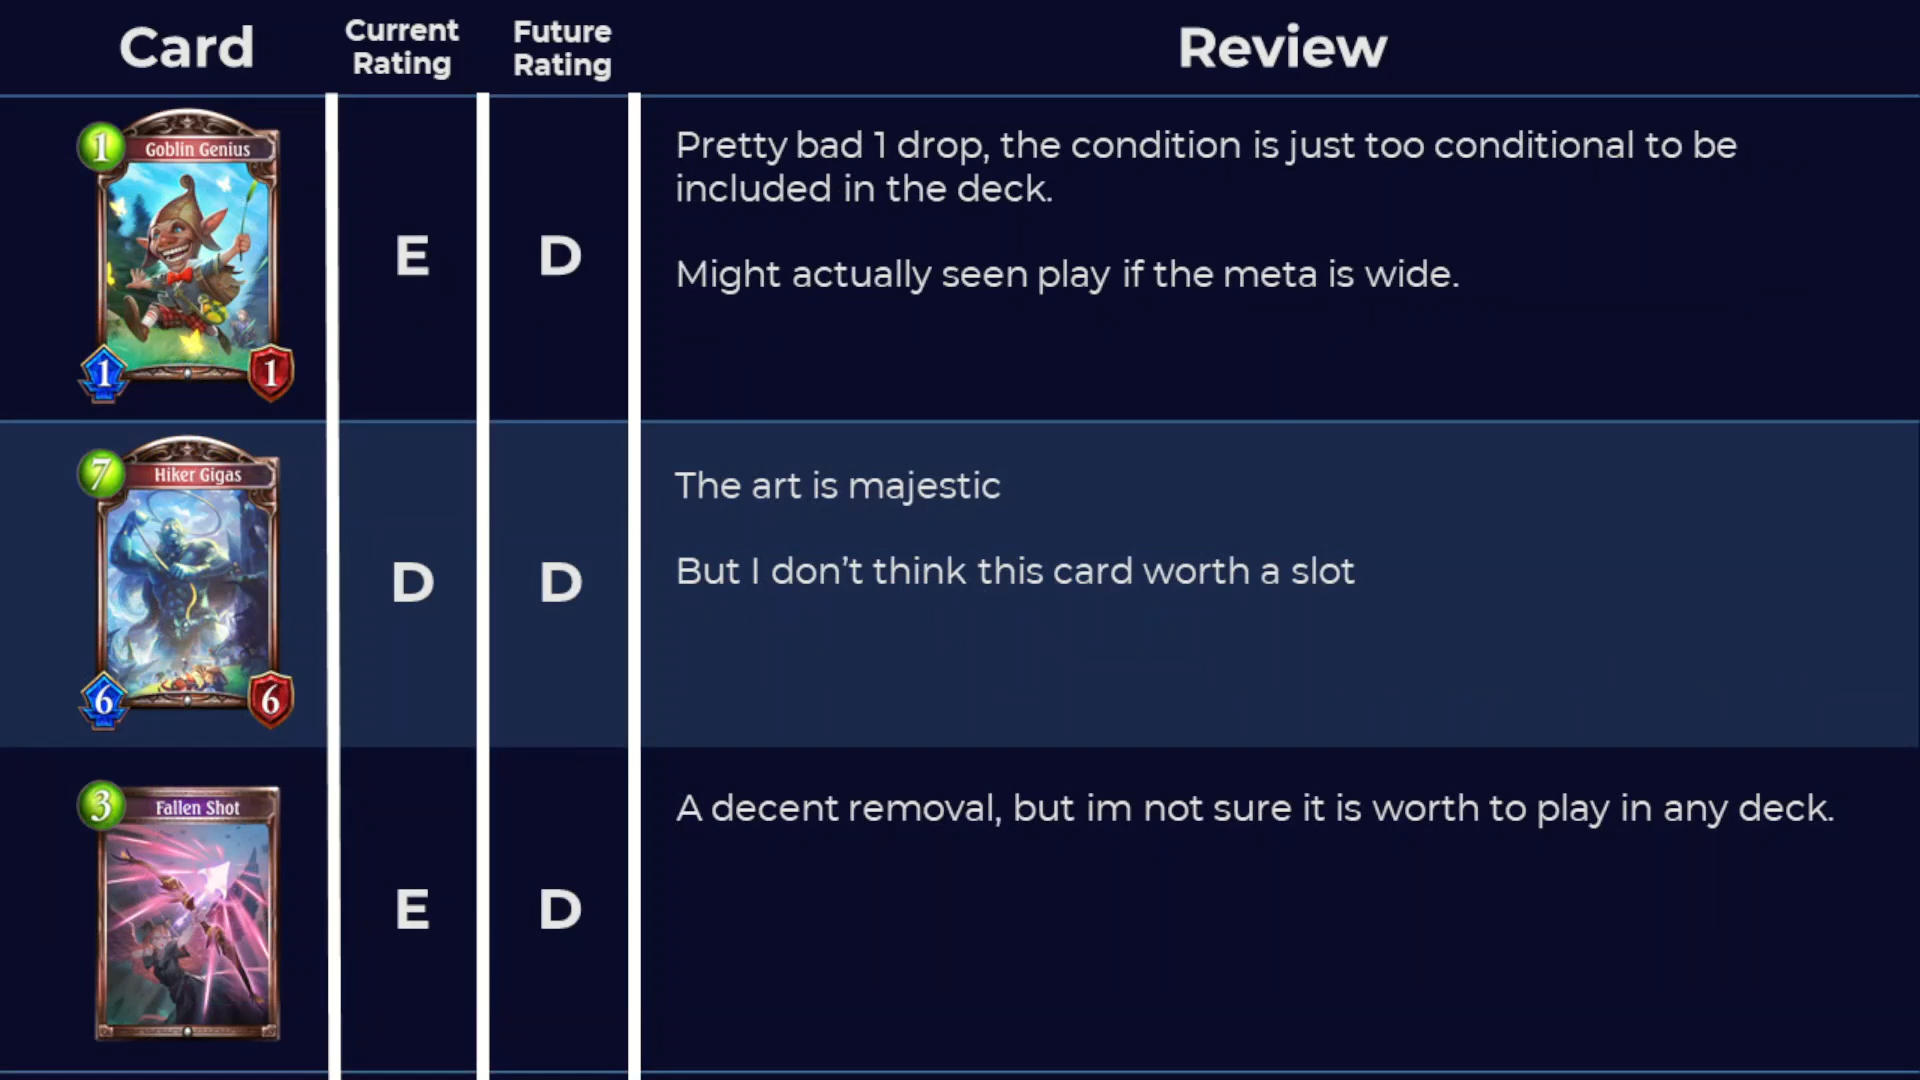 Card
Current
Rating
Future
Rating
Review
1
Goblin Genius
1
1
E
D
Pretty bad 1 drop, the condition is just too conditional to be
included in the deck.
Might actually seen play if the meta is wide.
7
Hiker Gigas
6
6
D
D
The art is majestic
But I don’t think this card worth a slot
3
Fallen Shot
E
D
A decent removal, but im not sure it is worth to play in any deck.